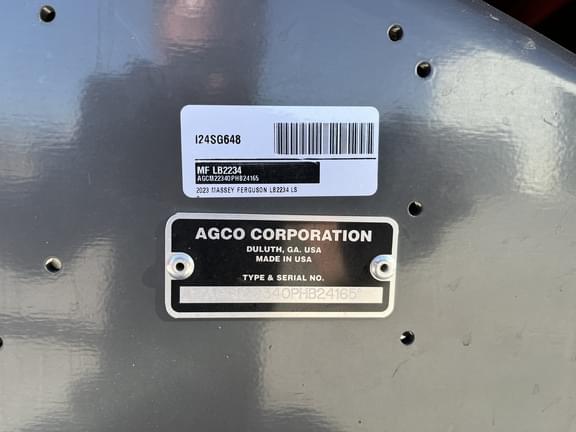 I24SG648
MF LB2234
AGCM22340PHB24165
2023 MASSEY FERGUSON LB2234 LS
AGCO CORPORATION
DULUTH, GA. USA
MADE IN USA
TYPE & SERIAL NO.